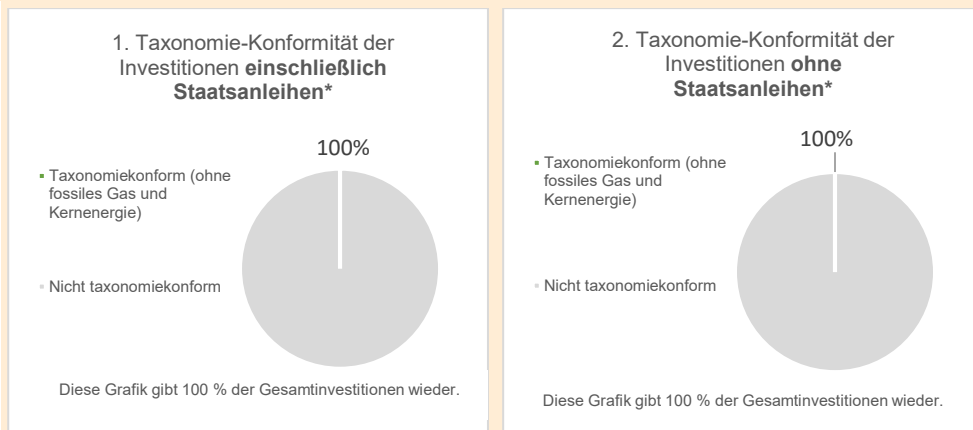 1. Taxonomie-Konformität der
Investitionen einschließlich
Staatsanleihen*
100%
Taxonomiekonform (ohne
fossiles Gas und
Kernenergie)
Nicht taxonomiekonform
Diese Grafik gibt 100 % der Gesamtinvestitionen wieder.
2. Taxonomie-Konformität der
Investitionen ohne
Staatsanleihen*
100%
Taxonomiekonform (ohne
fossiles Gas und
Kernenergie)
Nicht taxonomiekonform
Diese Grafik gibt 100 % der Gesamtinvestitionen wieder.